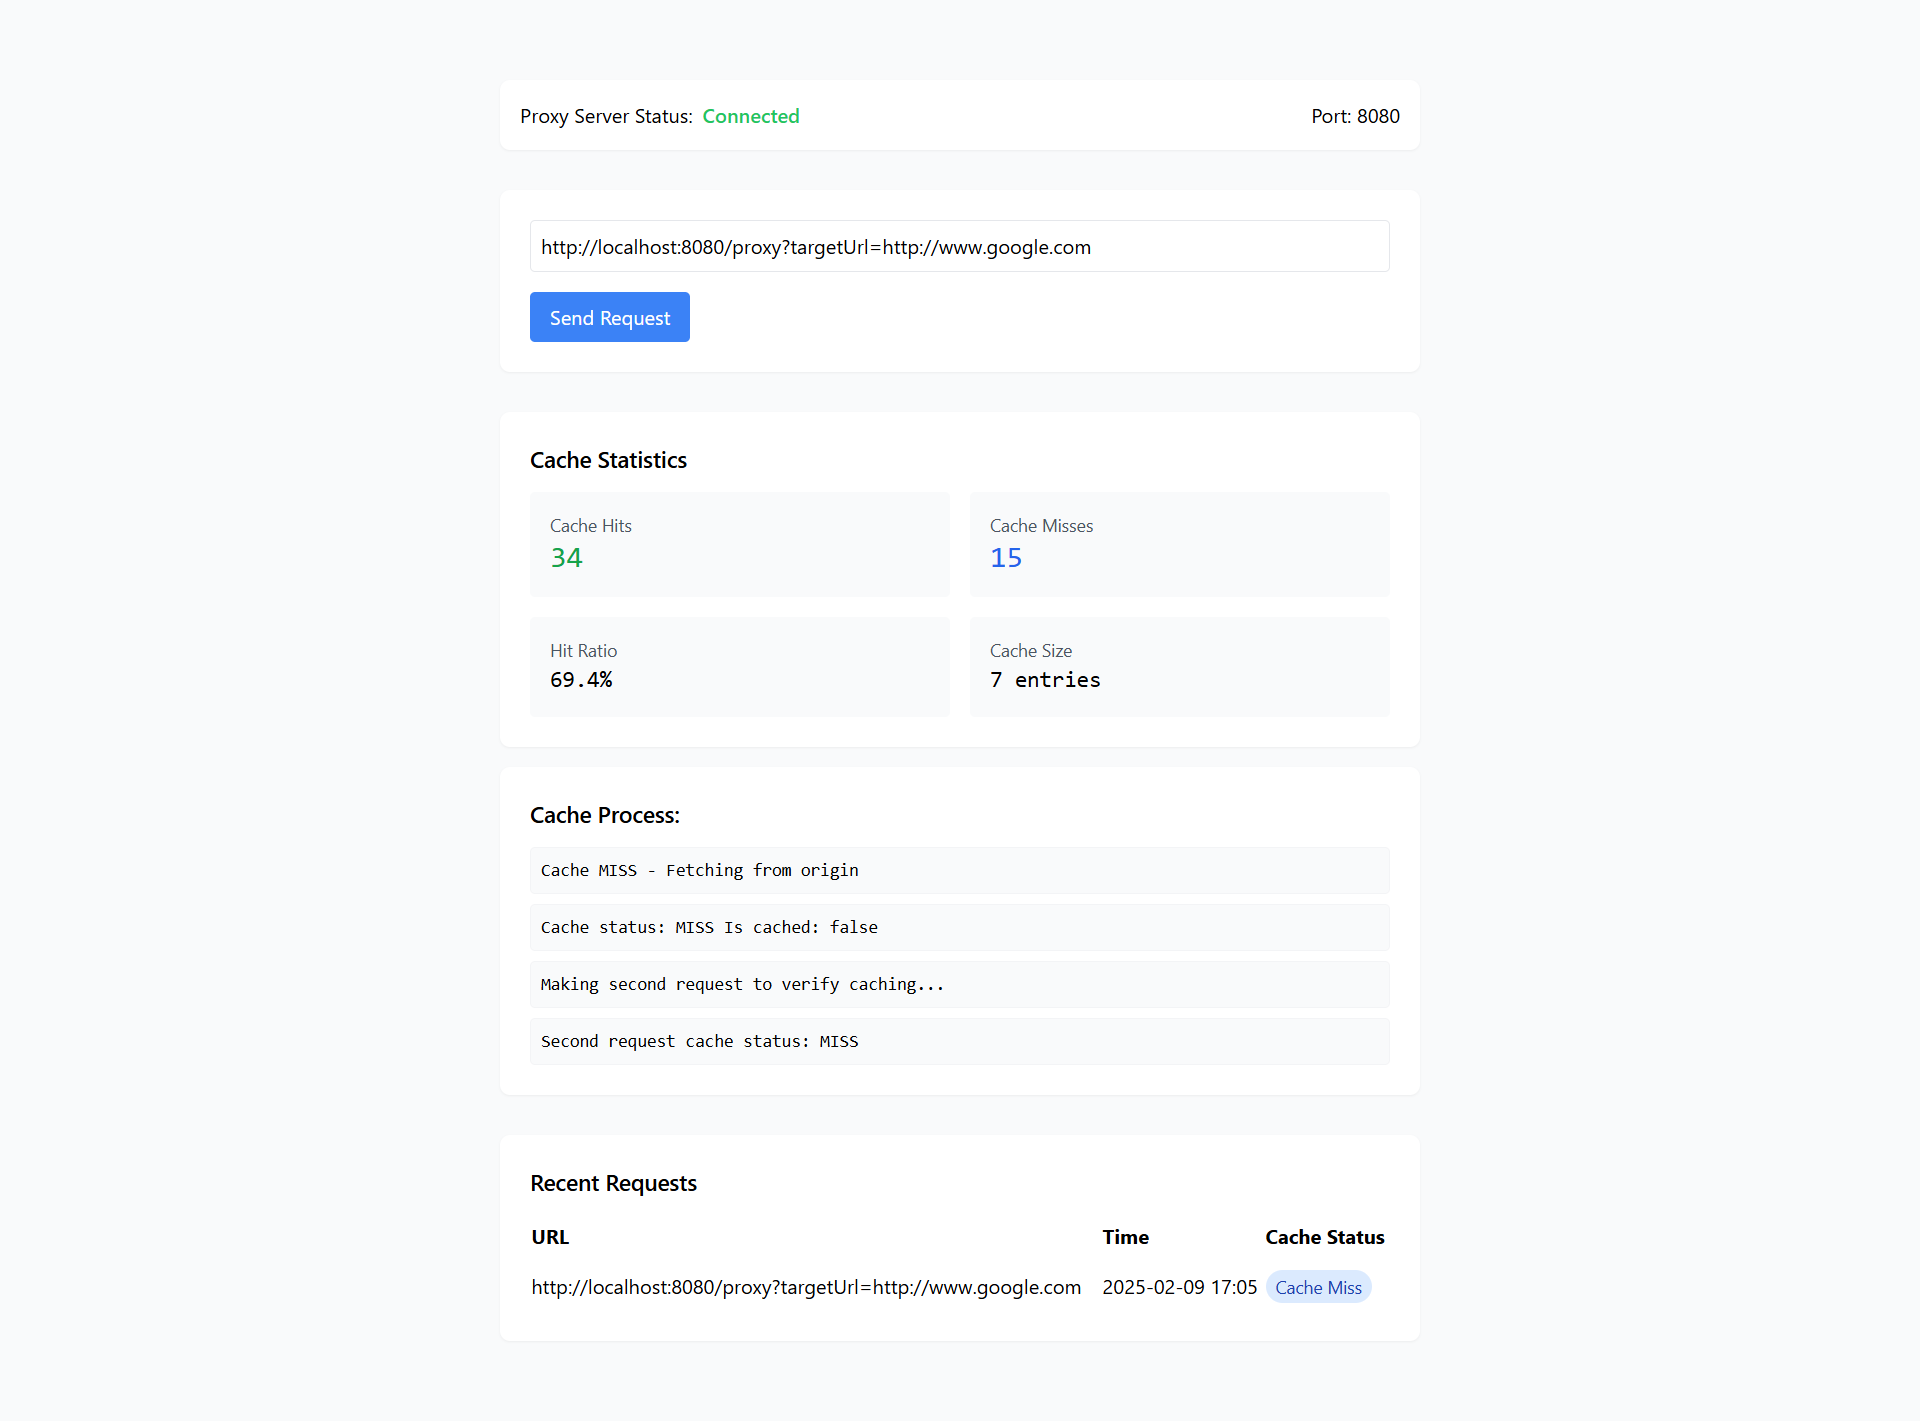 Proxy Server Status: Connected Port: 8080
http://localhost:8080/proxy?targetUrl=http://www.google.com
Send Request
Cache Statistics
Cache Hits
34
Cache Misses
15
Hit Ratio
69.4%
Cache Size
7 entries
Cache Process:
Cache MISS - Fetching from origin
Cache status: MISS Is cached: false
Making second request to verify caching...
Second request cache status: MISS
Recent Requests
URL Time Cache Status
http://localhost:8080/proxy?targetUrl=http://www.google.com 2025-02-09 17:05 Cache Miss